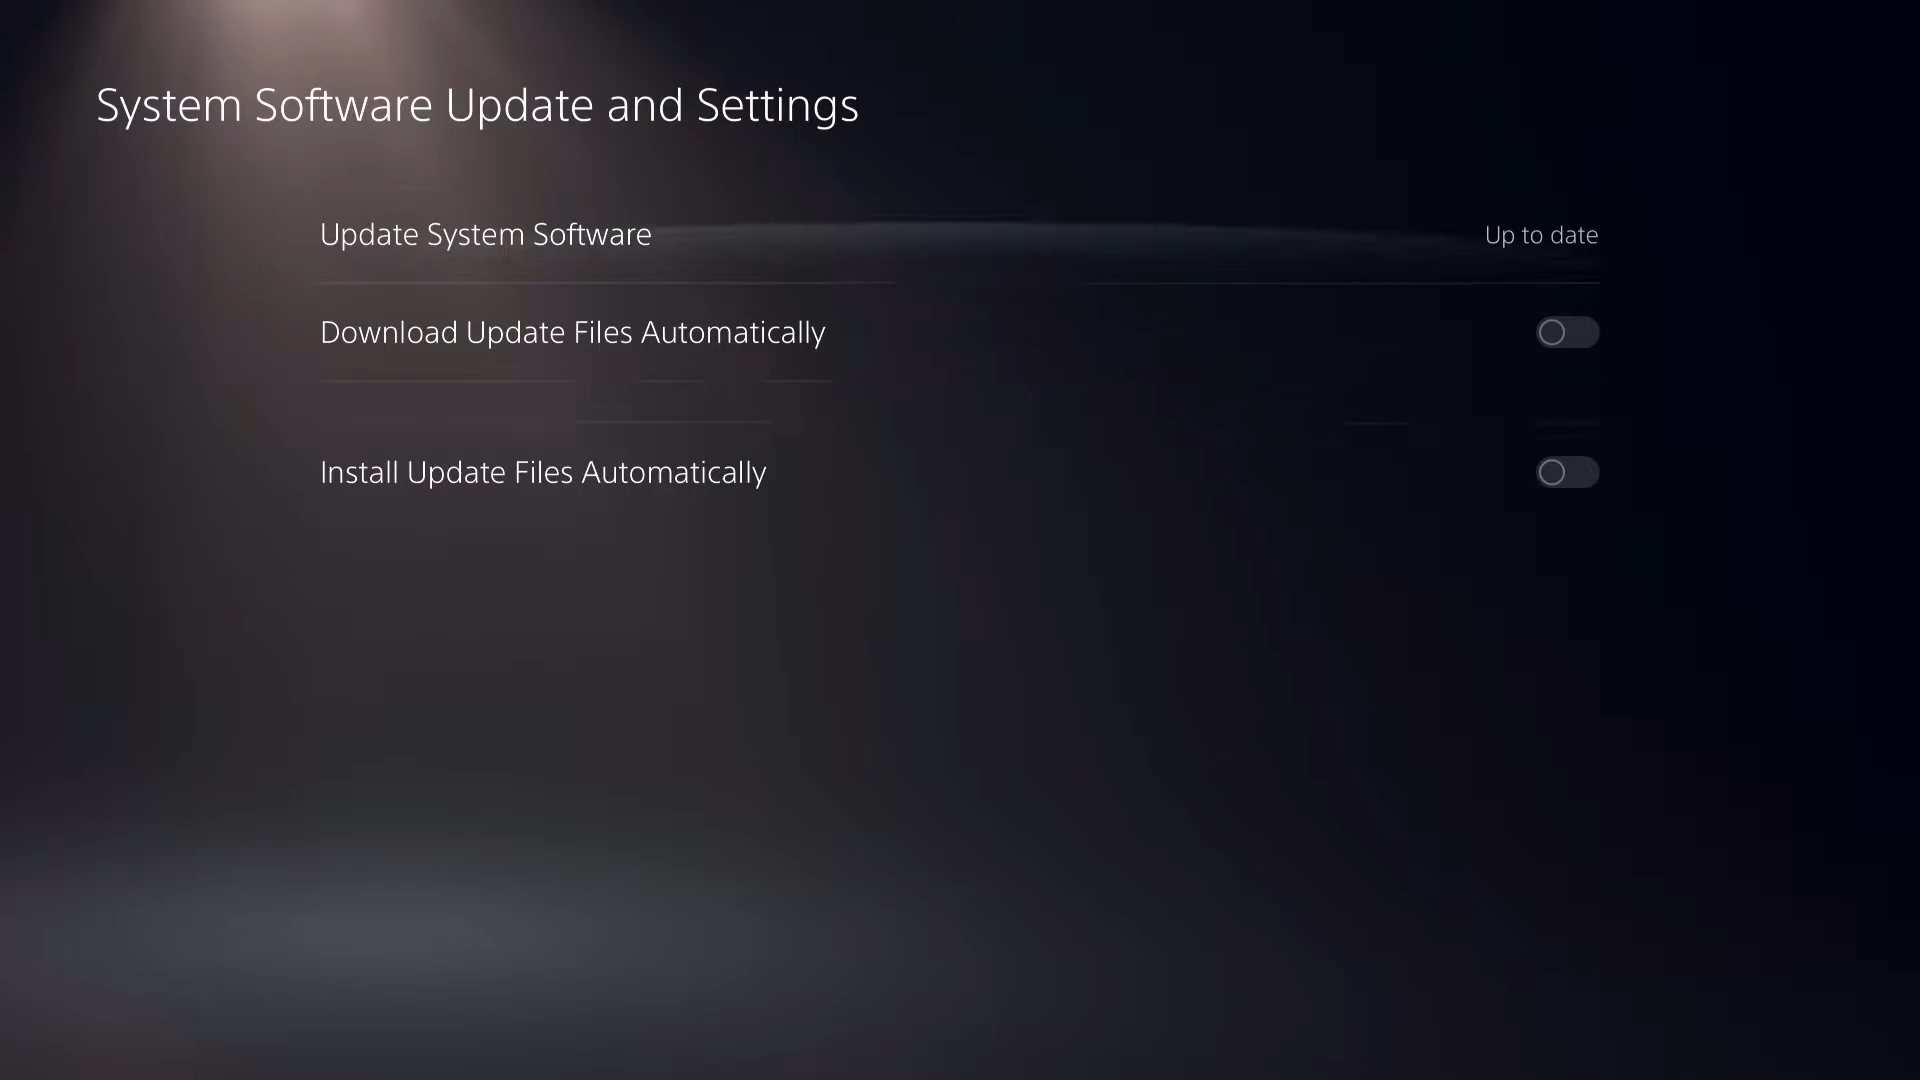 System Software Update and Settings
Update System Software
Up to date
Download Update Files Automatically
Install Update Files Automatically